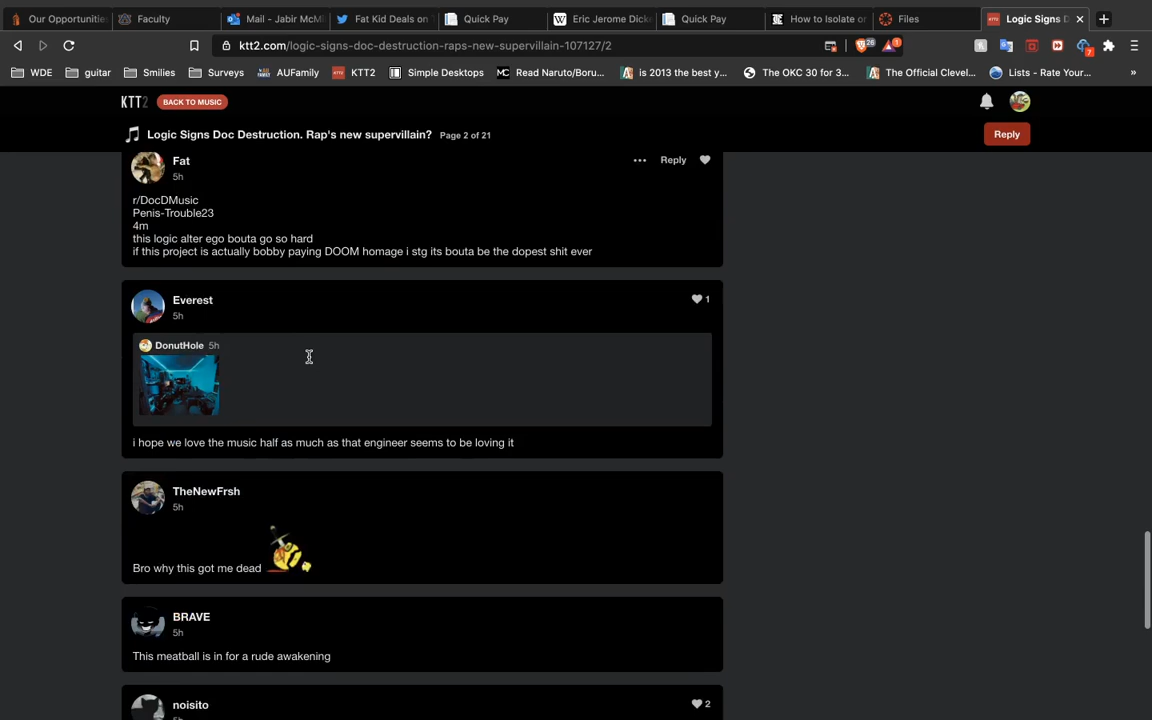 Our Opportunities
Faculty
Mail - Jabir McM
Fat Kid Deals on
Quick Pay
Eric Jerome Dicke
Quick Pay
How to Isolate or
Files
Logic Signs D
ktt2.com/logic-signs-doc-destruction-raps-new-supervillain-107127/2
26
1
7
WDE
guitar
Smilies
Surveys
AUFamily
KTT2
Simple Desktops
MC Read Naruto/Boru...
is 2013 the best y...
The OKC 30 for 3...
The Official Clevel...
Lists - Rate Your...
»
KTT2 BACK TO MUSIC
Logic Signs Doc Destruction. Rap's new supervillain? Page 2 of 21
Reply
Fat
5h
••• Reply
r/DocDMusic
Penis-Trouble23
4m
this logic alter ego bouta go so hard
if this project is actually bobby paying DOOM homage i stg its bouta be the dopest shit ever
Everest
5h
1
DonutHole 5h
i hope we love the music half as much as that engineer seems to be loving it
TheNewFrsh
5h
Bro why this got me dead
BRAVE
5h
This meatball is in for a rude awakening
noisito
2